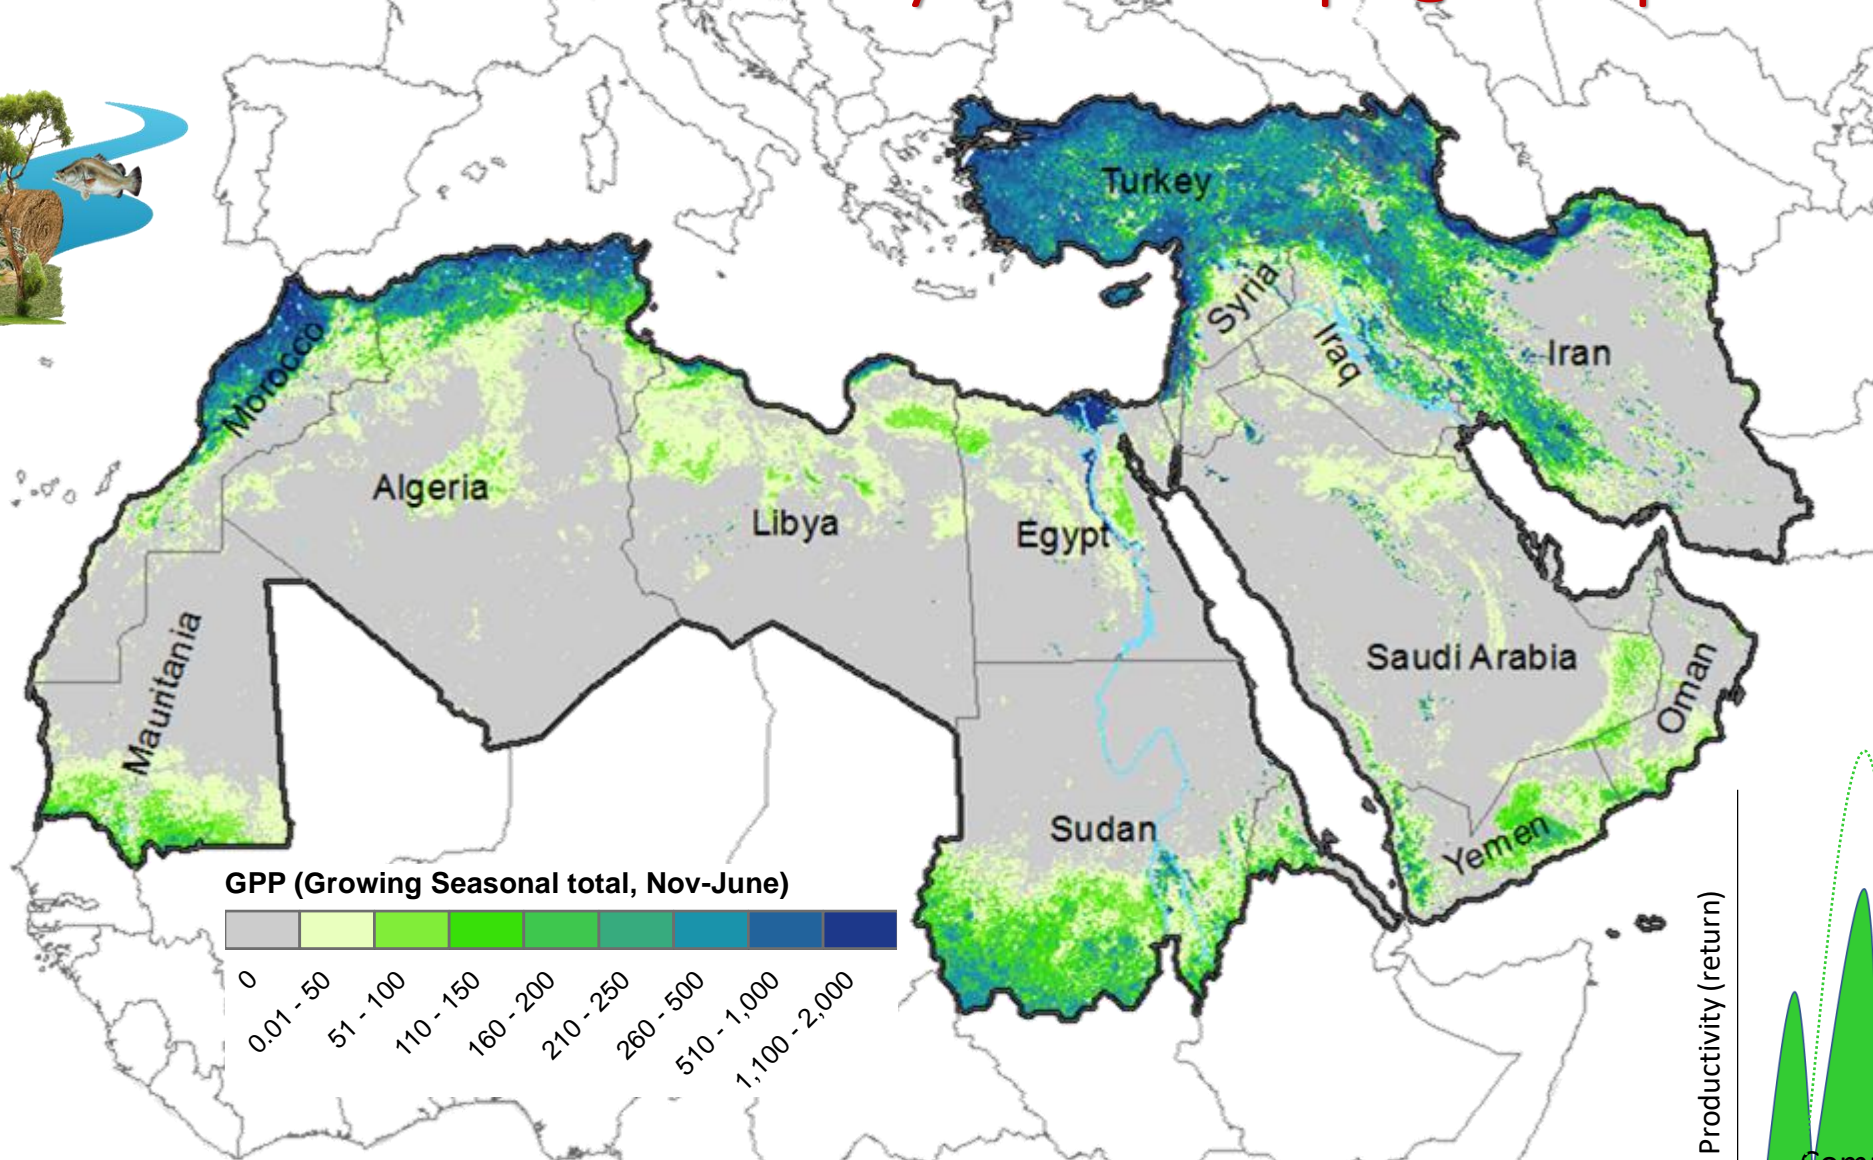 Turkey
Syria
Iraq
Iran
Morocco
Algeria
Libya
Egypt
Mauritania
Saudi Arabia
Oman
Sudan
Yemen
GPP (Growing Seasonal total, Nov-June)
0
0.01 - 50
51 - 100
110 - 150
160 - 200
210 - 250
260 - 500
510 - 1,000
1,100 - 2,000
Productivity (return)